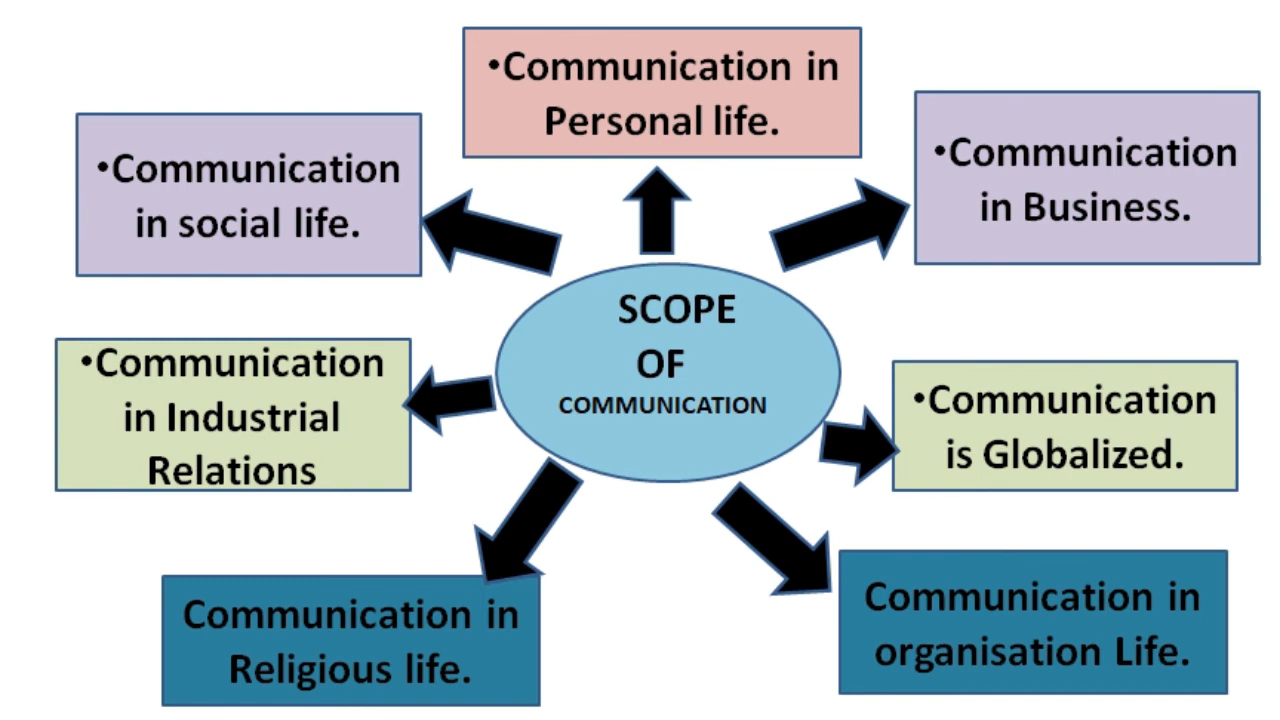 •Communication in
Personal life.
•Communication
in social life.
•Communication
in Business.
SCOPE
OF
COMMUNICATION
•Communication
in Industrial
Relations
•Communication
is Globalized.
Communication in
Religious life.
Communication in
organisation Life.